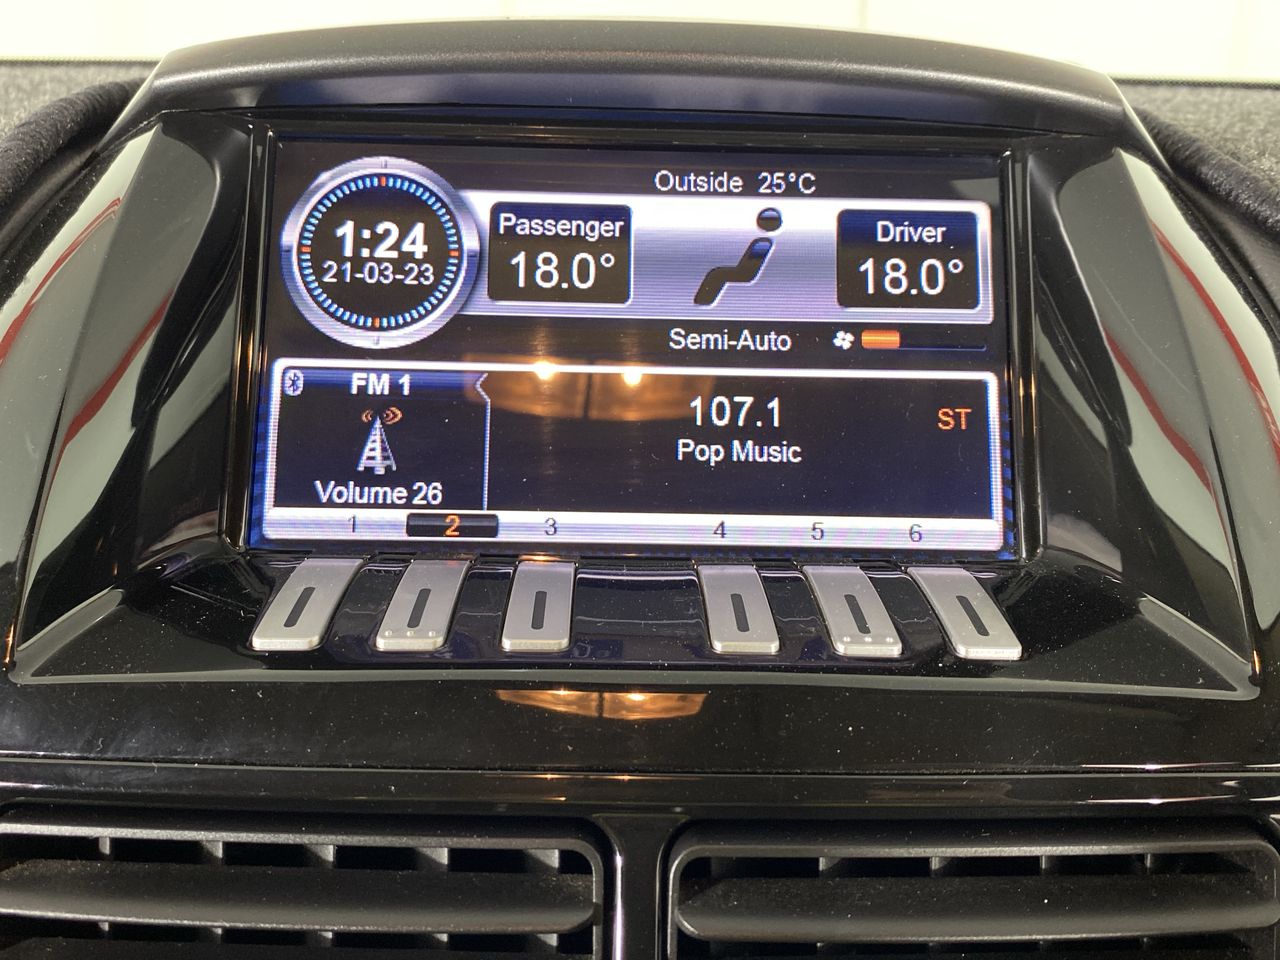 Outside 25°C
1:24
21-03-23
Passenger
18.0°
Driver
18.0°
Semi-Auto
FM 1
Volume 26
107.1
Pop Music
ST
1 2 3 4 5 6